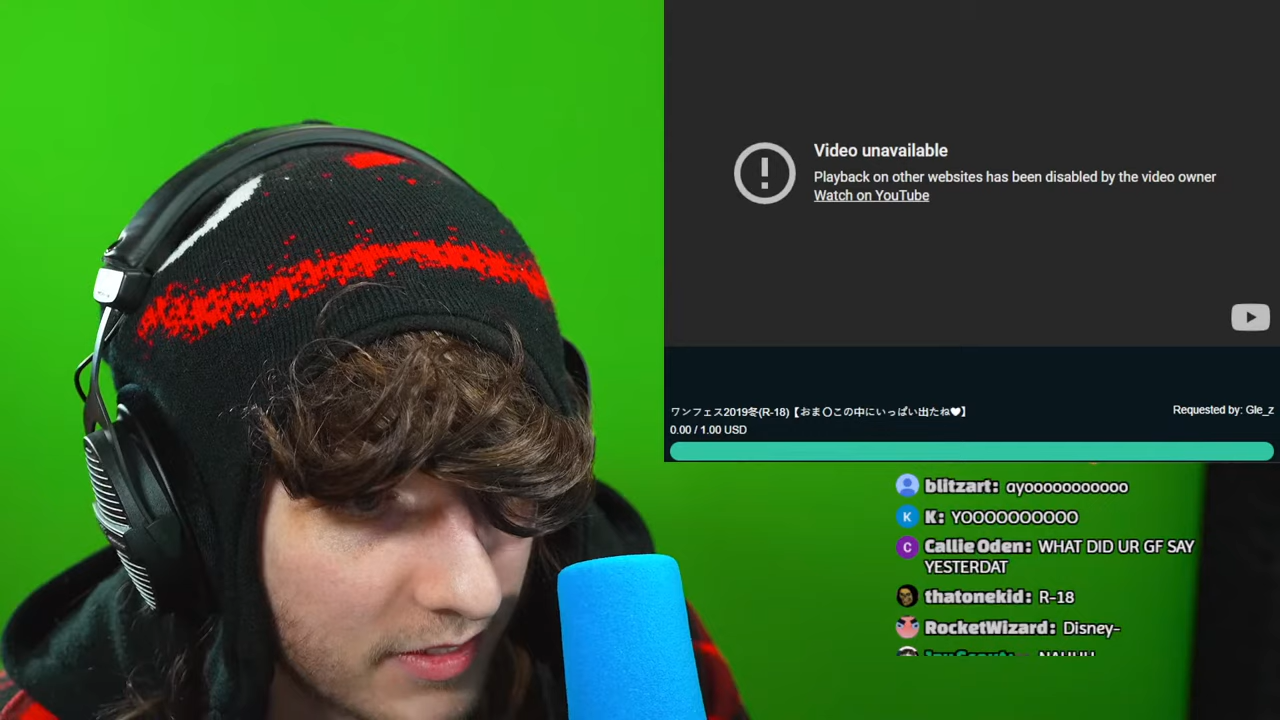 Video unavailable
Playback on other websites has been disabled by the video owner
Watch on YouTube
ワンフェス2019冬(R-18)【おま〇この中にいっぱい出たね♥】
Requested by: Gle_z
0.00 / 1.00 USD
blitzart: ayooooooooooo
K K: YOOOOOOOOOO
C Callie Oden: WHAT DID UR GF SAY
YESTERDAT
thatonekid: R-18
RocketWizard: Disney-